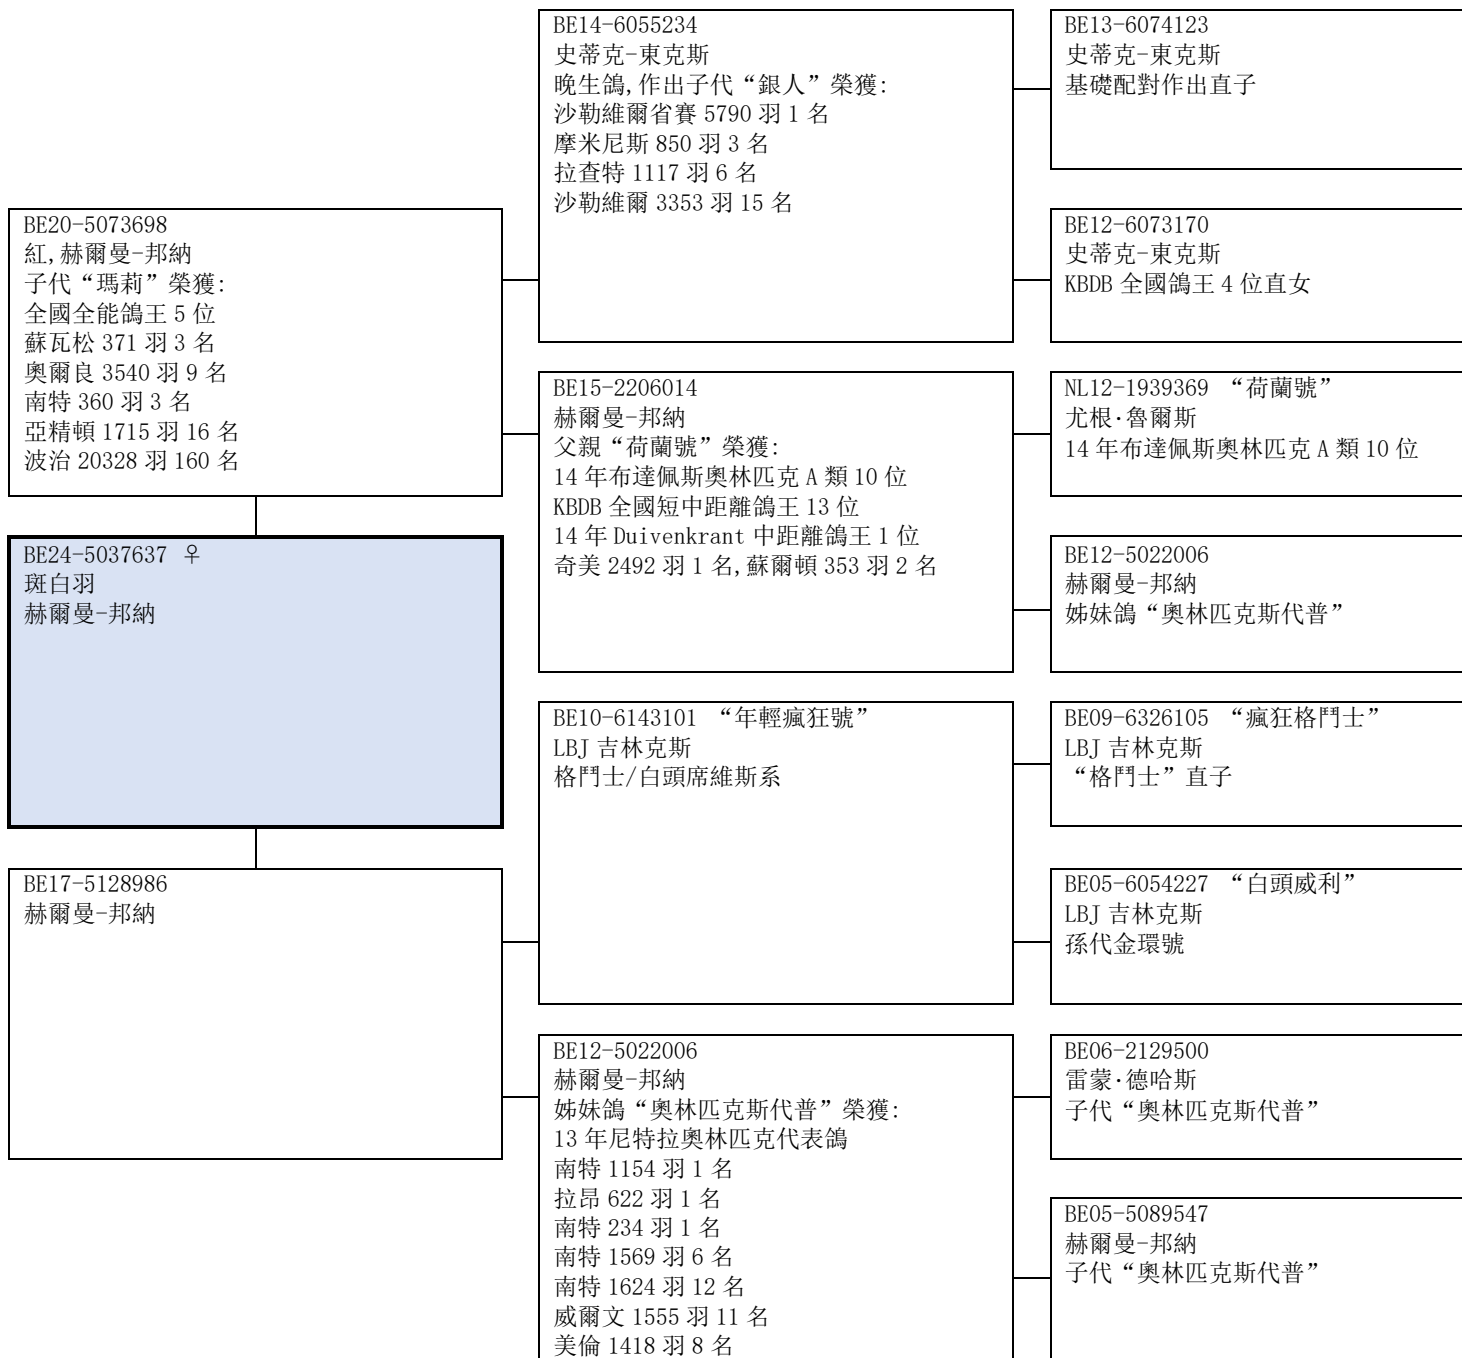 BE20-5073698
紅,赫爾曼-邦納
子代“瑪莉”榮獲:
全國全能鴿王 5 位
蘇瓦松 371 羽 3 名
奧爾良 3540 羽 9 名
南特 360 羽 3 名
亞精頓 1715 羽 16 名
波治 20328 羽 160 名
BE24-5037637 ♀
斑白羽
赫爾曼-邦納
BE17-5128986
赫爾曼-邦納
BE14-6055234
史蒂克-東克斯
晚生鴿,作出子代“銀人”榮獲:
沙勒維爾省賽 5790 羽 1 名
摩米尼斯 850 羽 3 名
拉查特 1117 羽 6 名
沙勒維爾 3353 羽 15 名
BE15-2206014
赫爾曼-邦納
父親“荷蘭號”榮獲:
14 年布達佩斯奧林匹克 A 類 10 位
KBDB 全國短中距離鴿王 13 位
14 年 Duivenkrant 中距離鴿王 1 位
奇美 2492 羽 1 名,蘇爾頓 353 羽 2 名
BE10-6143101 “年輕瘋狂號”
LBJ 吉林克斯
格鬥士/白頭席維斯系
BE12-5022006
赫爾曼-邦納
姊妹鴿“奧林匹克斯代普”榮獲:
13 年尼特拉奧林匹克代表鴿
南特 1154 羽 1 名
拉昂 622 羽 1 名
南特 234 羽 1 名
南特 1569 羽 6 名
南特 1624 羽 12 名
威爾文 1555 羽 11 名
美倫 1418 羽 8 名
BE13-6074123
史蒂克-東克斯
基礎配對作出直子
BE12-6073170
史蒂克-東克斯
KBDB 全國鴿王 4 位直女
NL12-1939369 “荷蘭號”
尤根·魯爾斯
14 年布達佩斯奧林匹克 A 類 10 位
BE12-5022006
赫爾曼-邦納
姊妹鴿“奧林匹克斯代普”
BE09-6326105 “瘋狂格鬥士”
LBJ 吉林克斯
“格鬥士”直子
BE05-6054227 “白頭威利”
LBJ 吉林克斯
孫代金環號
BE06-2129500
雷蒙·德哈斯
子代“奧林匹克斯代普”
BE05-5089547
赫爾曼-邦納
子代“奧林匹克斯代普”